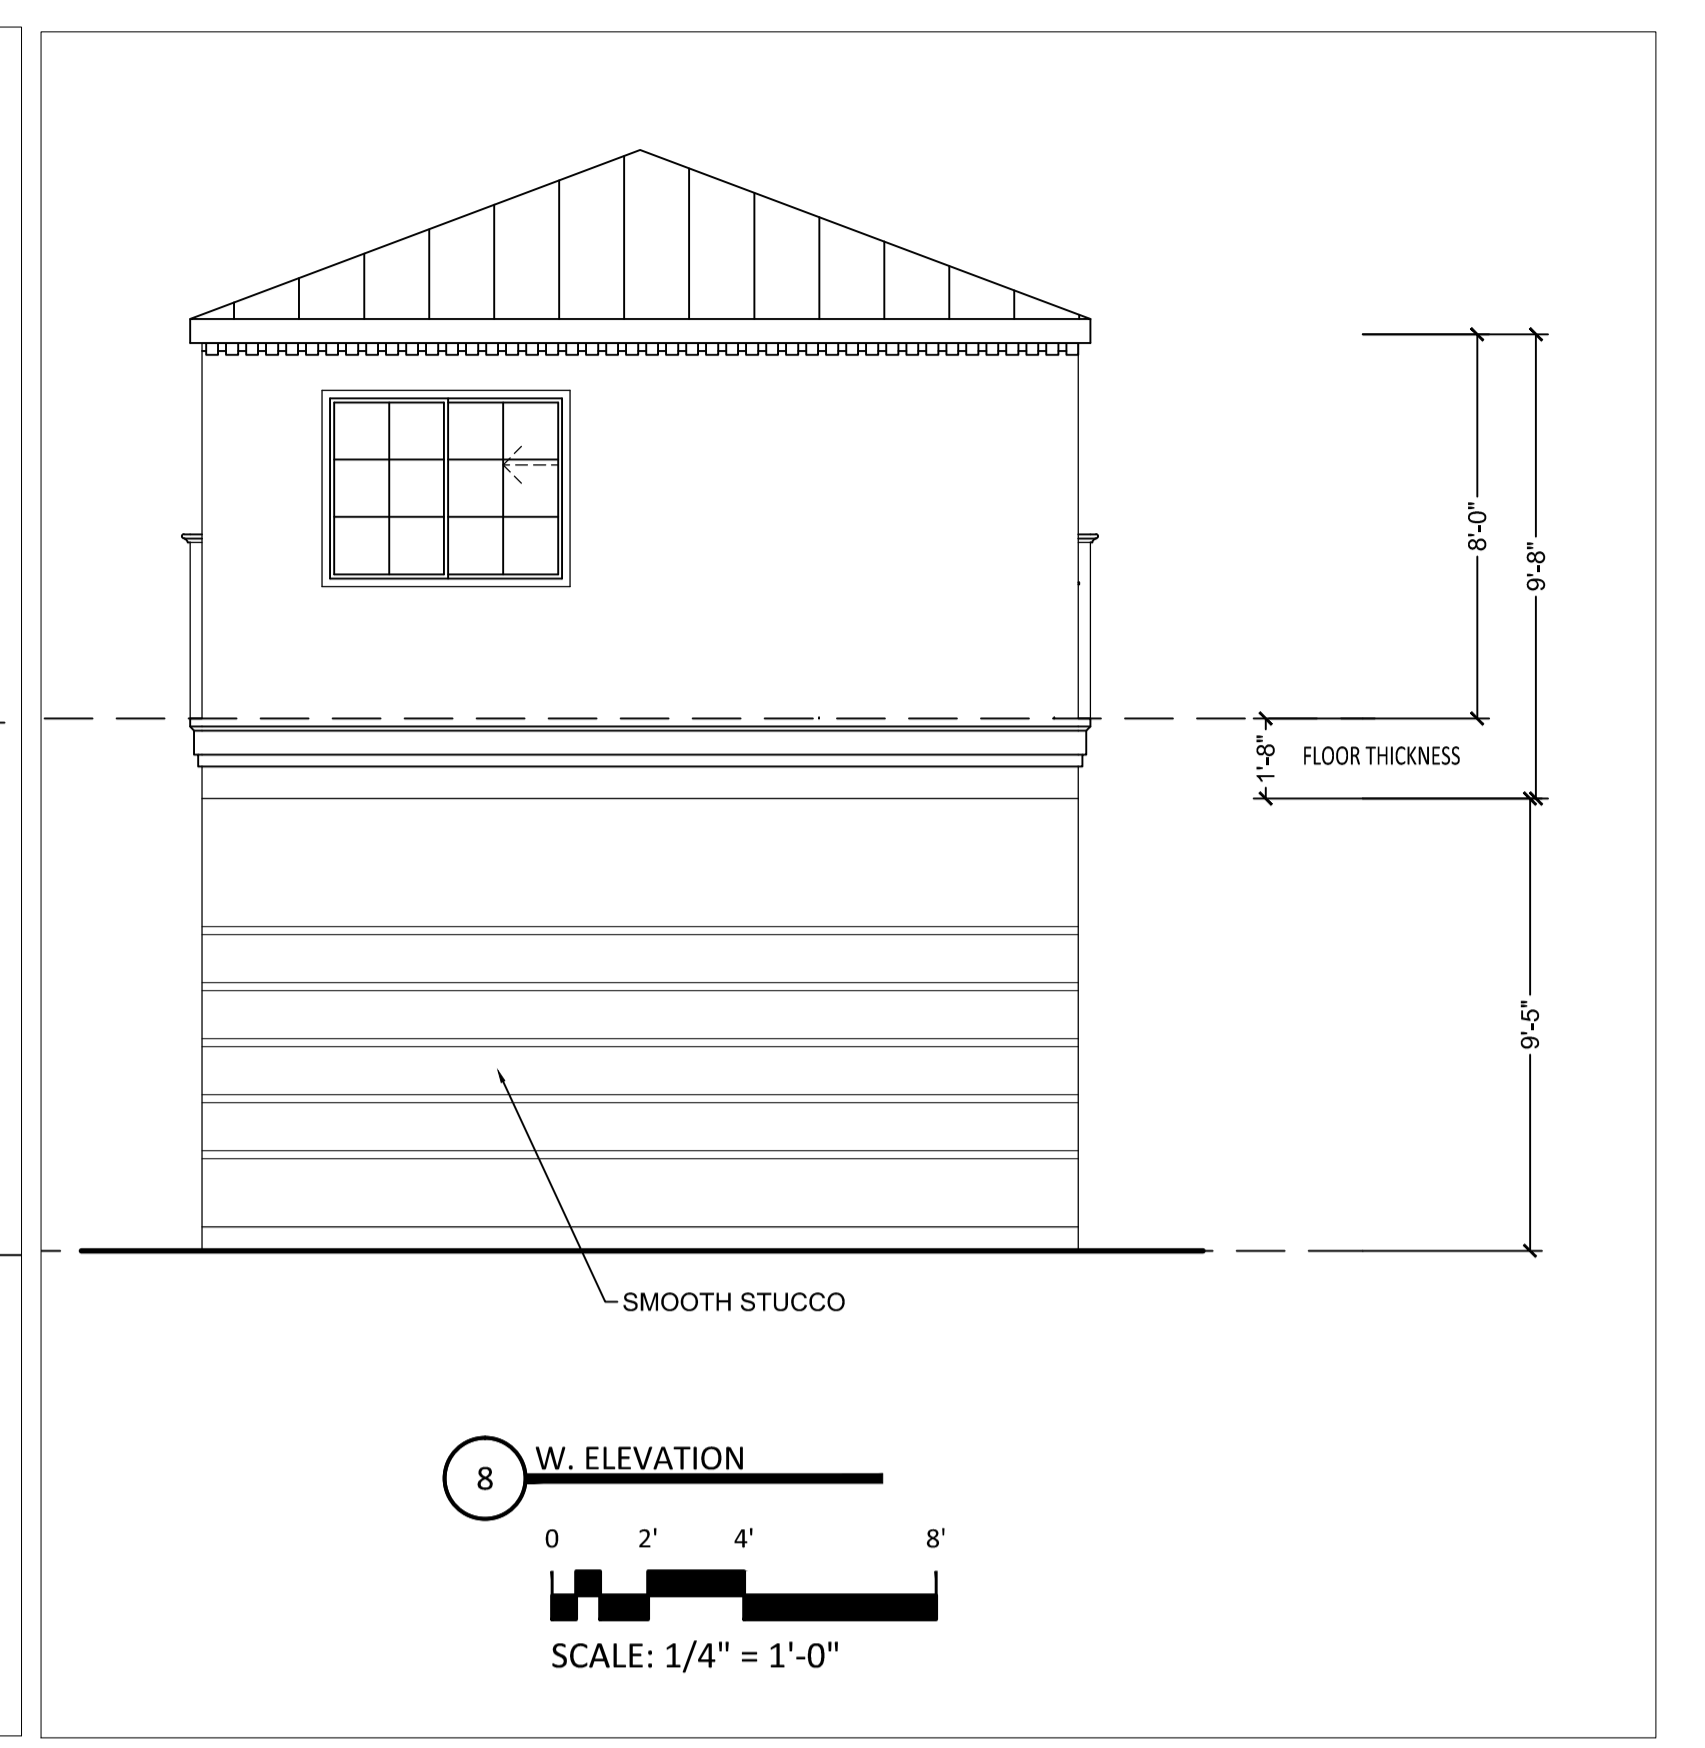 8'-0"
9'-8"
1'-8"
FLOOR THICKNESS
9'-5"
SMOOTH STUCCO
8
W. ELEVATION
0 2' 4' 8'
SCALE: 1/4" = 1'-0"